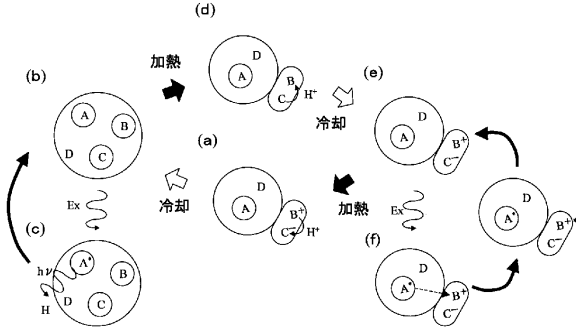 (d)
加熱
D
A
B
C⁻
H⁺
(b)
A
B
D
C
冷却
(e)
D
A
B⁺
C⁻
(a)
D
A
B⁺
C⁻
H⁺
冷却
加熱
Ex
Ex
D
A*
B⁺
C⁻
(c)
hν
A*
B
D
C
H
(f)
D
A*
B⁺
C⁻